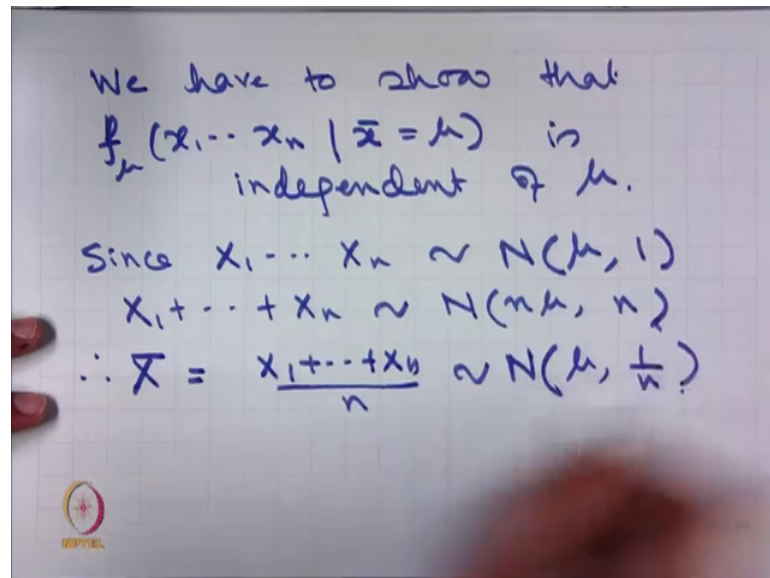 We have to show that
f_μ (x₁ ·· xₙ | x̄ = μ) is
independent of μ.
Since X₁ ··· Xₙ ~ N(μ, 1)
X₁ + ·· + Xₙ ~ N(nμ, n)
∴ X̄ = (X₁ + ·· + Xₙ)/n ~ N(μ, 1/n)
NPTEL